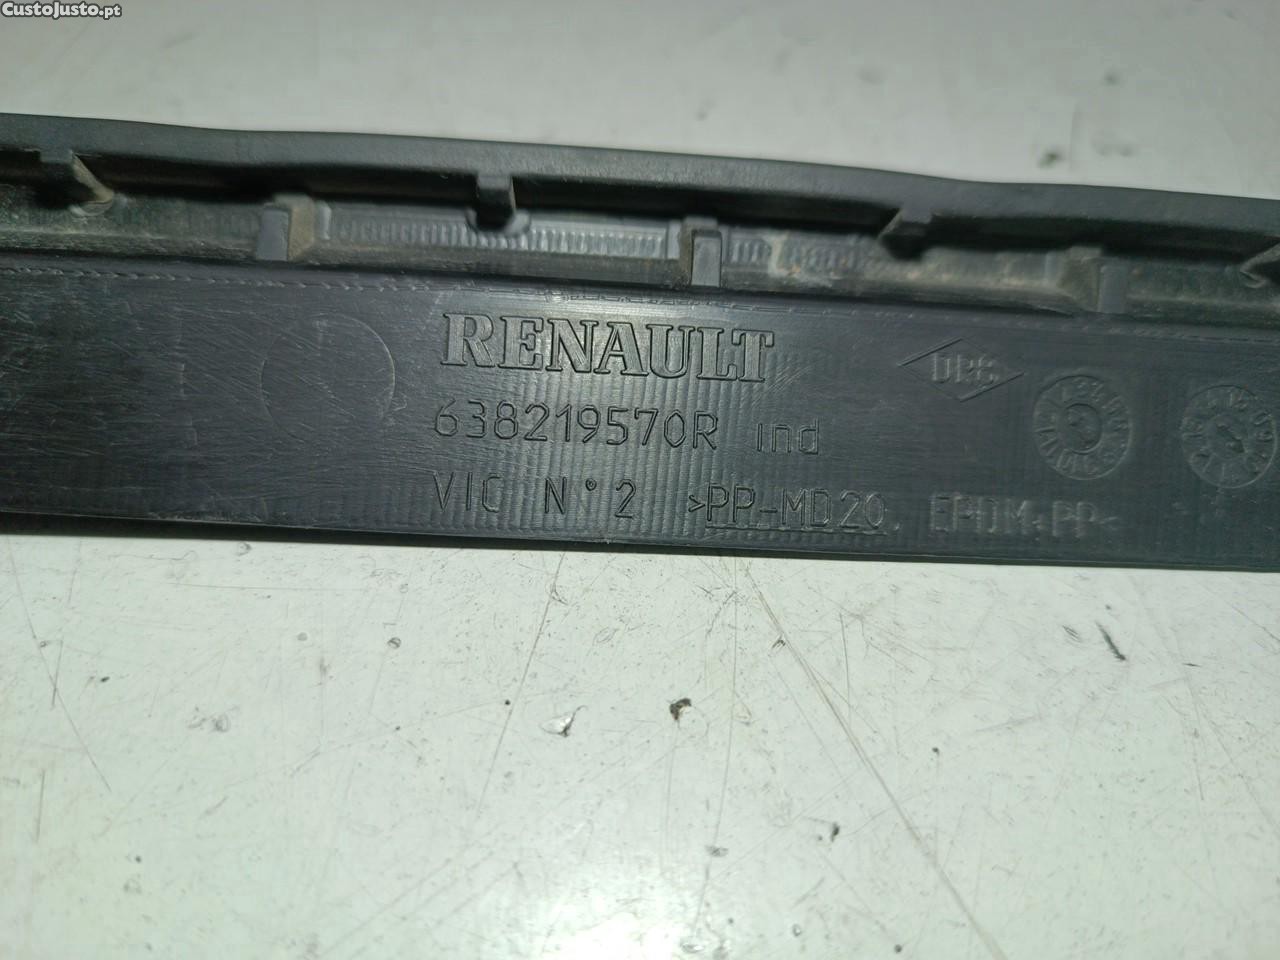 CustoJusto.pt
RENAULT
638219570R ind
VIC N°2 >PP-MD20, EPDM+PP<